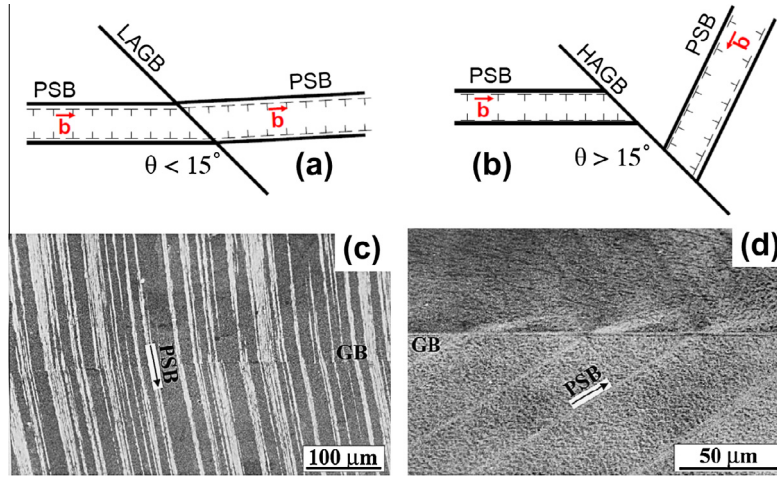 LAGB
PSB
PSB
b
b
θ < 15°
(a)
PSB
HAGB
PSB
b
b
θ > 15°
(b)
(c)
GB
PSB
100 μm
(d)
GB
PSB
50 μm